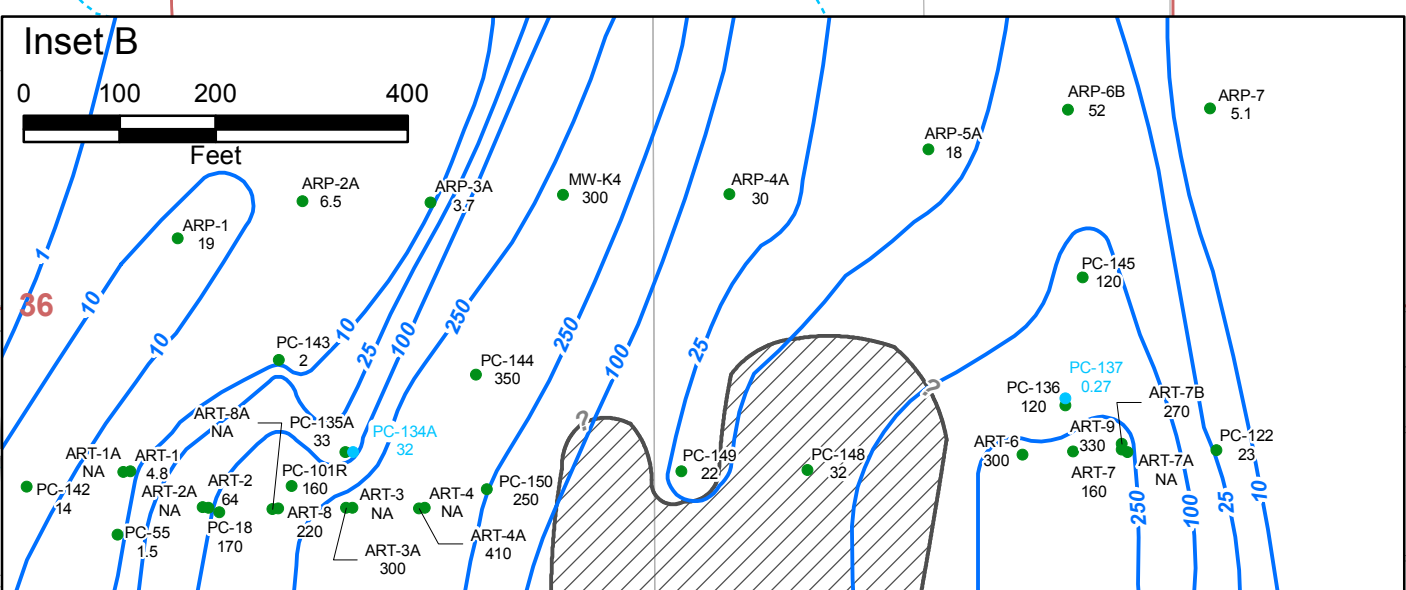 Inset B
0 100 200 400
Feet
ARP-6B
52
ARP-7
5.1
ARP-5A
18
ARP-2A
6.5
ARP-3A
3.7
MW-K4
300
ARP-4A
30
ARP-1
19
1
36
10
10
10
25
100
250
250
100
25
PC-145
120
PC-143
2
PC-144
350
?
?
PC-137
0.27
PC-136
120
ART-7B
270
ART-8A
NA
PC-135A
33
PC-134A
32
ART-9
330
ART-6
300
PC-122
23
ART-1A
NA
ART-1
4.8
PC-149
22
PC-148
32
ART-7
160
ART-7A
NA
PC-142
14
ART-2A
NA
ART-2
64
PC-101R
160
ART-3
NA
ART-4
NA
PC-150
250
250
100
25
10
PC-55
1.5
PC-18
170
ART-8
220
ART-3A
300
ART-4A
410